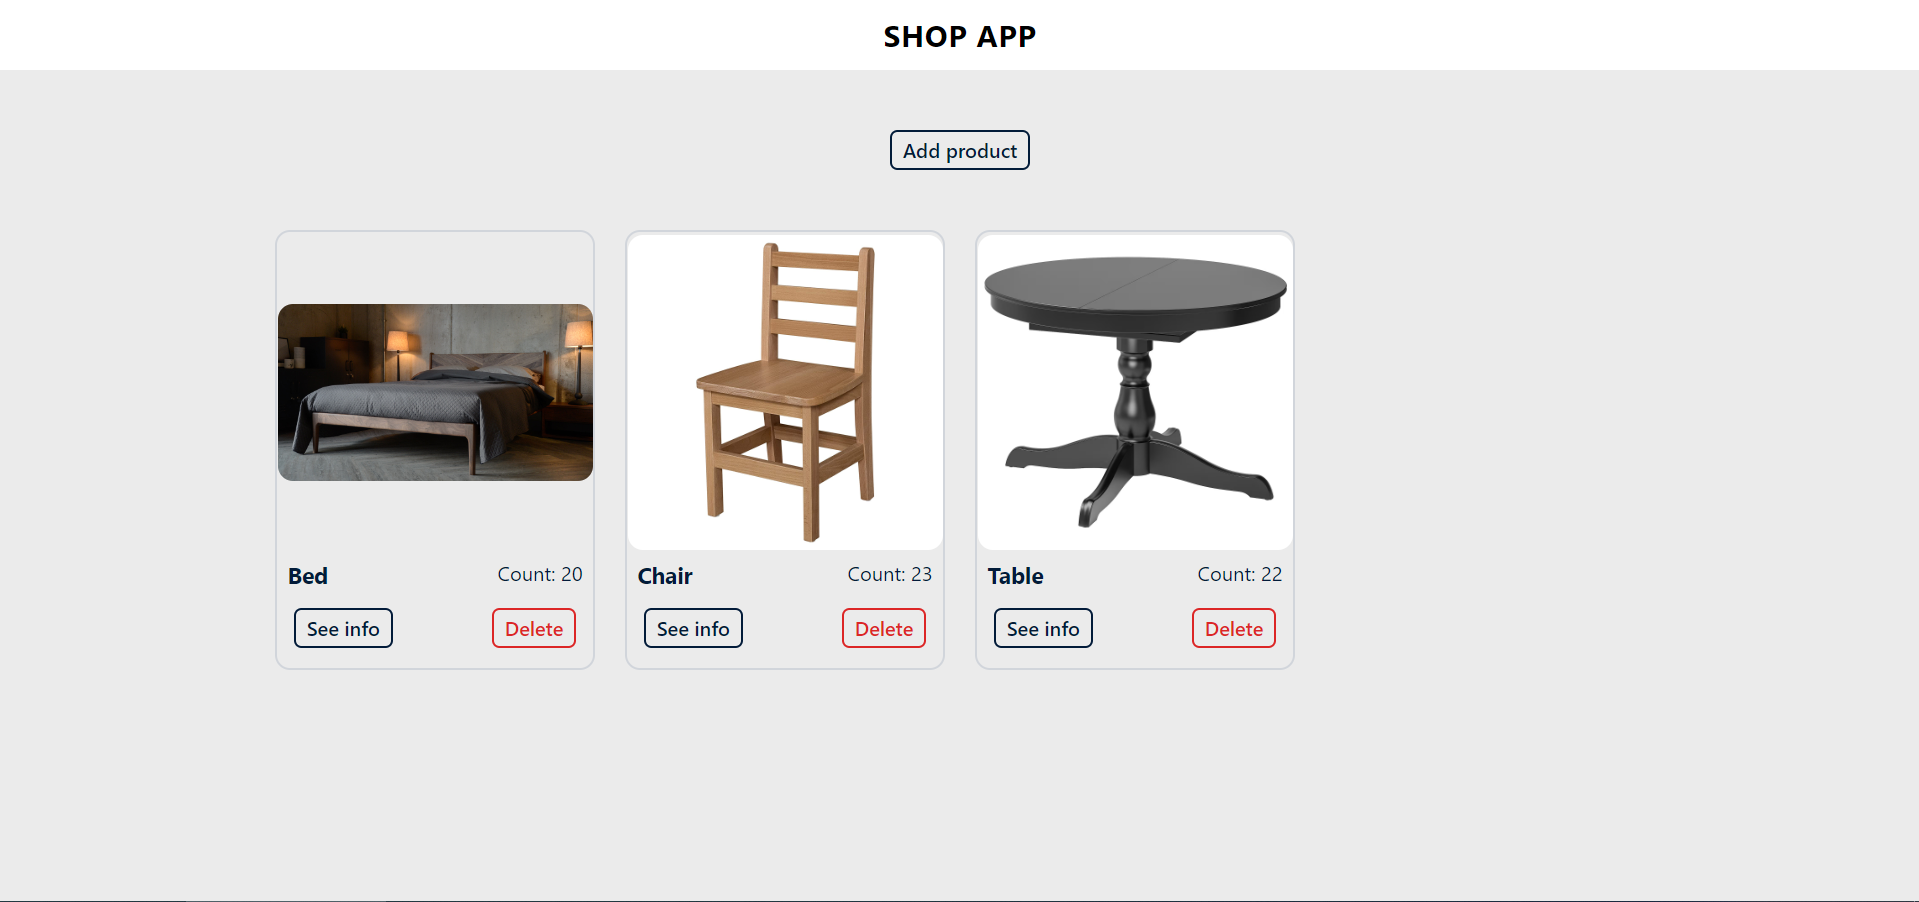 SHOP APP
Add product
Bed Count: 20
See info Delete
Chair Count: 23
See info Delete
Table Count: 22
See info Delete